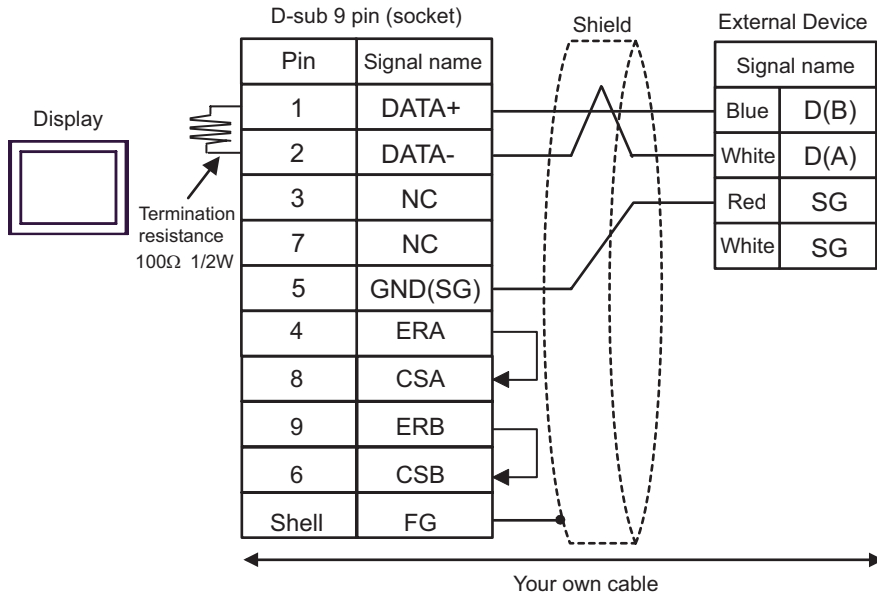 D-sub 9 pin (socket)
Shield
External Device
Display
Termination
resistance
100Ω 1/2W
Pin Signal name
1 DATA+
2 DATA-
3 NC
7 NC
5 GND(SG)
4 ERA
8 CSA
9 ERB
6 CSB
Shell FG
Signal name
Blue D(B)
White D(A)
Red SG
White SG
Your own cable